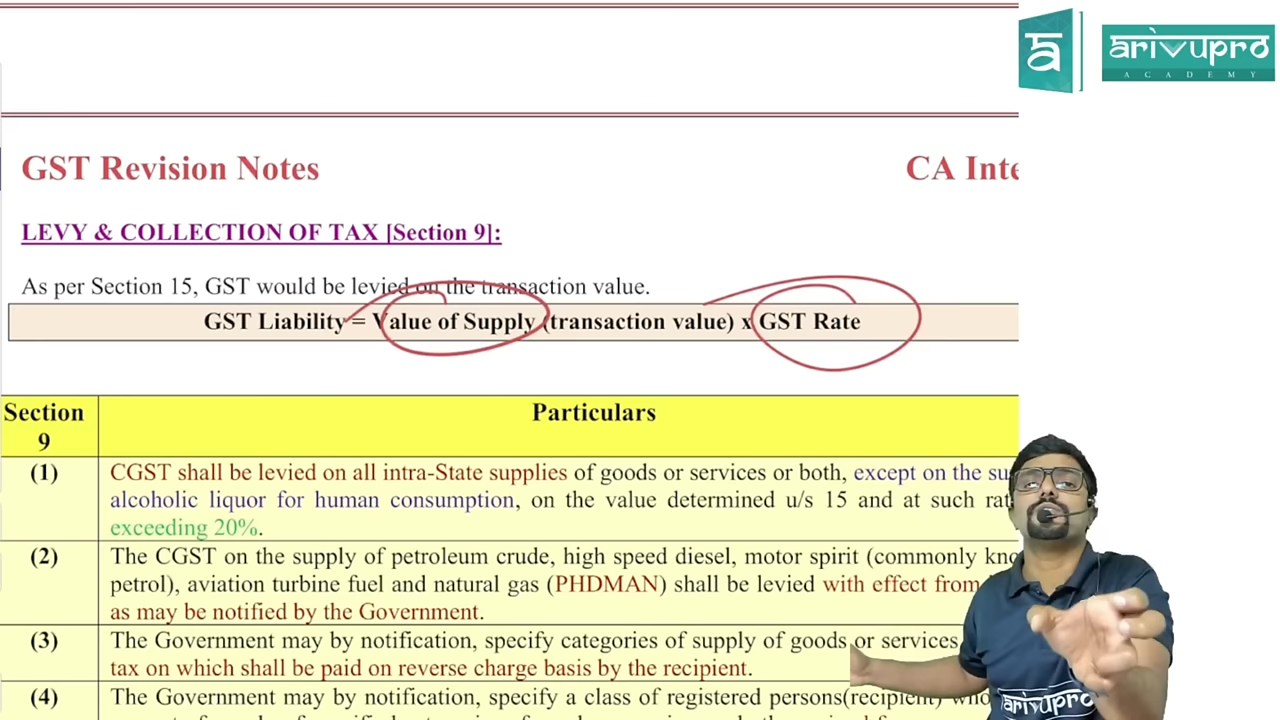 arivupro
ACADEMY
GST Revision Notes
CA Inte
LEVY & COLLECTION OF TAX [Section 9]:
As per Section 15, GST would be levied on the transaction value.
GST Liability = Value of Supply (transaction value) x GST Rate
Section
9
Particulars
(1)
CGST shall be levied on all intra-State supplies of goods or services or both, except on the su
alcoholic liquor for human consumption, on the value determined u/s 15 and at such rat
exceeding 20%.
(2)
The CGST on the supply of petroleum crude, high speed diesel, motor spirit (commonly kno
petrol), aviation turbine fuel and natural gas (PHDMAN) shall be levied with effect from
as may be notified by the Government.
(3)
The Government may by notification, specify categories of supply of goods or services
tax on which shall be paid on reverse charge basis by the recipient.
(4)
The Government may by notification, specify a class of registered persons(recipient) who
arivupro